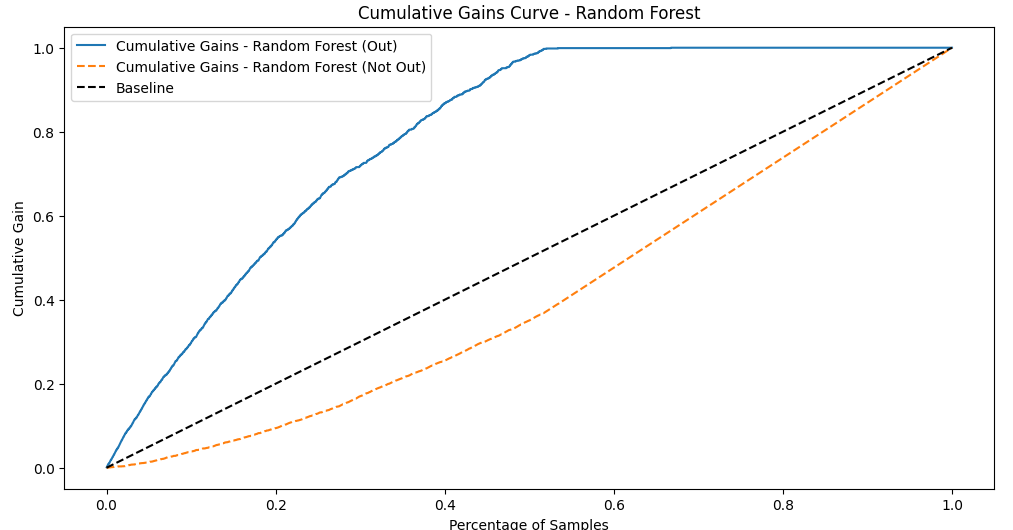 Cumulative Gains Curve - Random Forest
Cumulative Gains - Random Forest (Out)
Cumulative Gains - Random Forest (Not Out)
Baseline
Cumulative Gain
1.0
0.8
0.6
0.4
0.2
0.0
0.0 0.2 0.4 0.6 0.8 1.0
Percentage of Samples